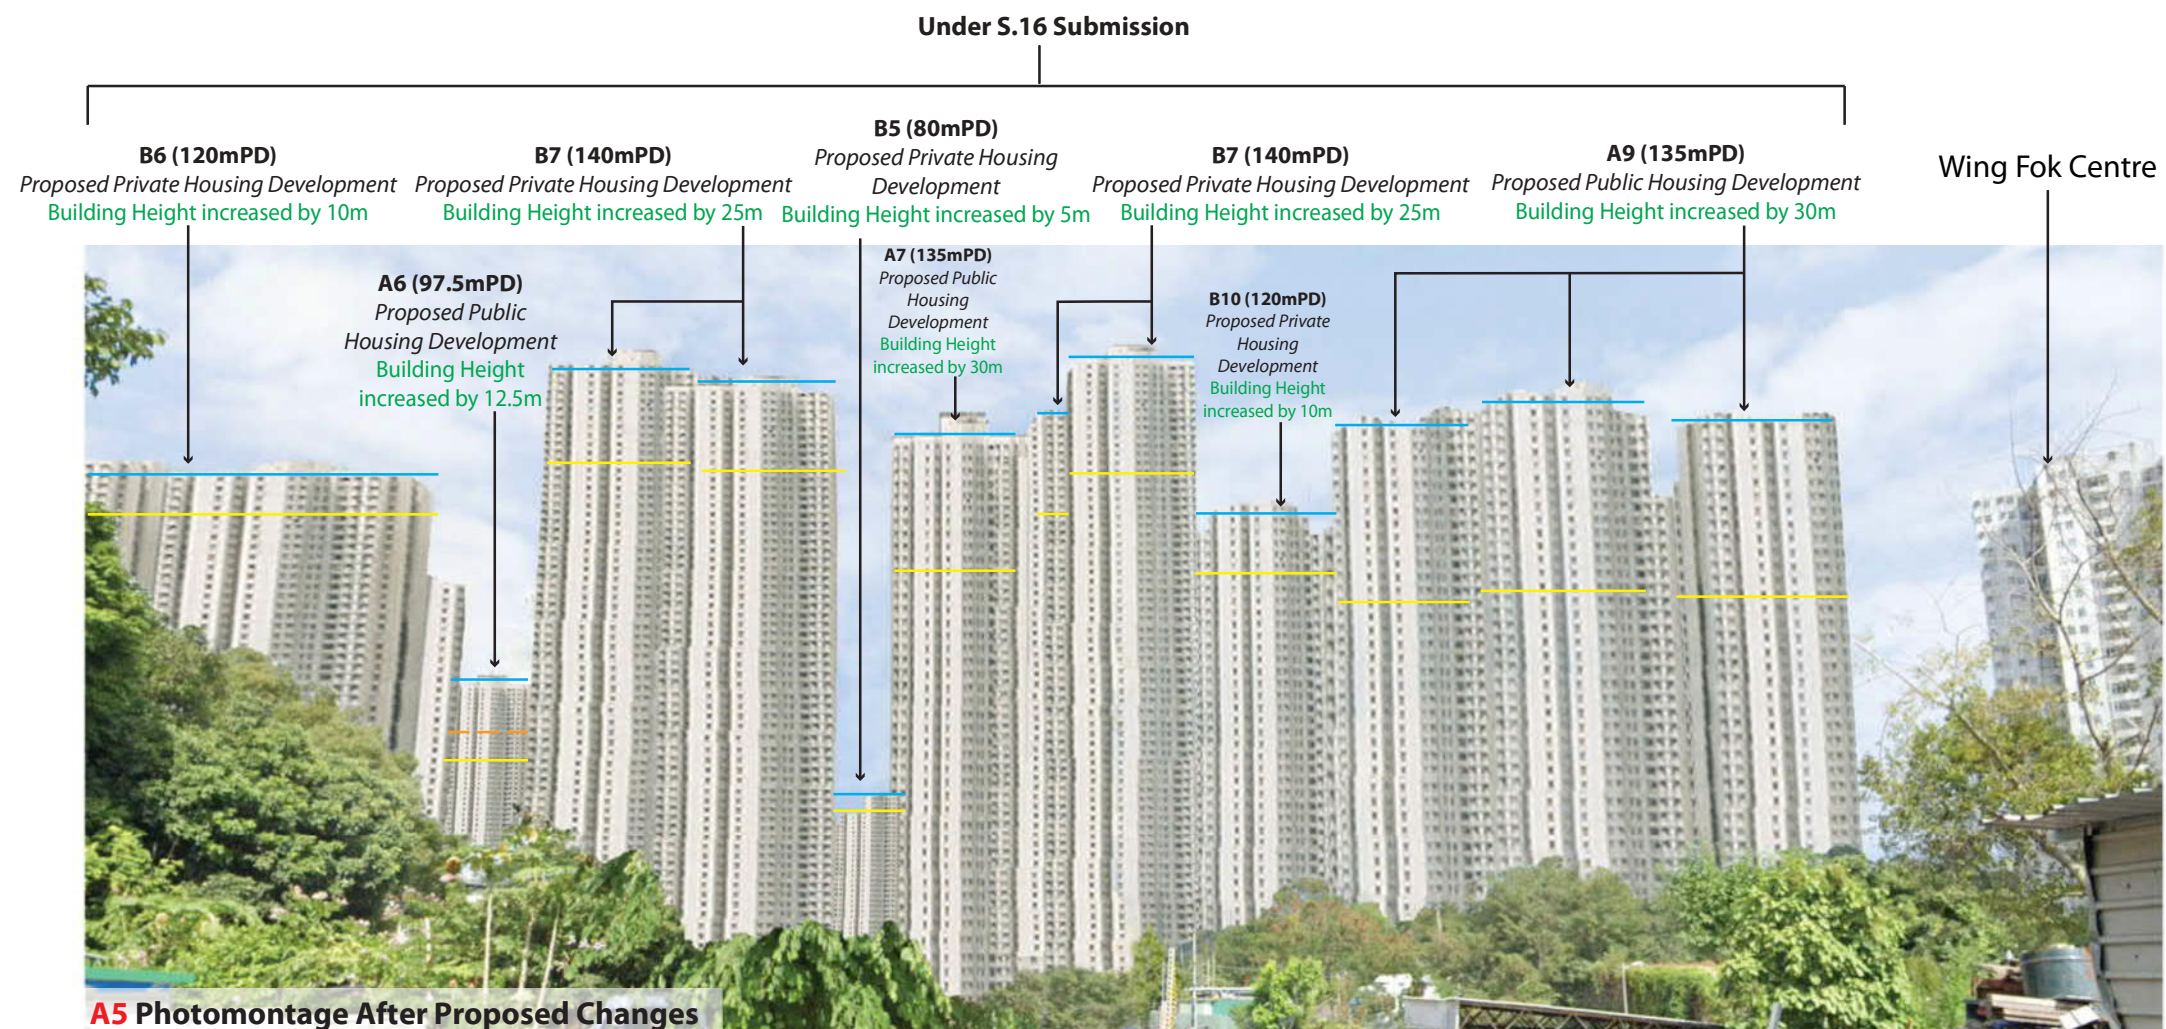 Under S.16 Submission
B6 (120mPD)
Proposed Private Housing Development
Building Height increased by 10m
A6 (97.5mPD)
Proposed Public
Housing Development
Building Height
increased by 12.5m
B7 (140mPD)
Proposed Private Housing Development
Building Height increased by 25m
B5 (80mPD)
Proposed Private Housing
Development
Building Height increased by 5m
A7 (135mPD)
Proposed Public
Housing
Development
Building Height
increased by 30m
B7 (140mPD)
Proposed Private Housing Development
Building Height increased by 25m
B10 (120mPD)
Proposed Private
Housing
Development
Building Height
increased by 10m
A9 (135mPD)
Proposed Public Housing Development
Building Height increased by 30m
Wing Fok Centre
A5 Photomontage After Proposed Changes